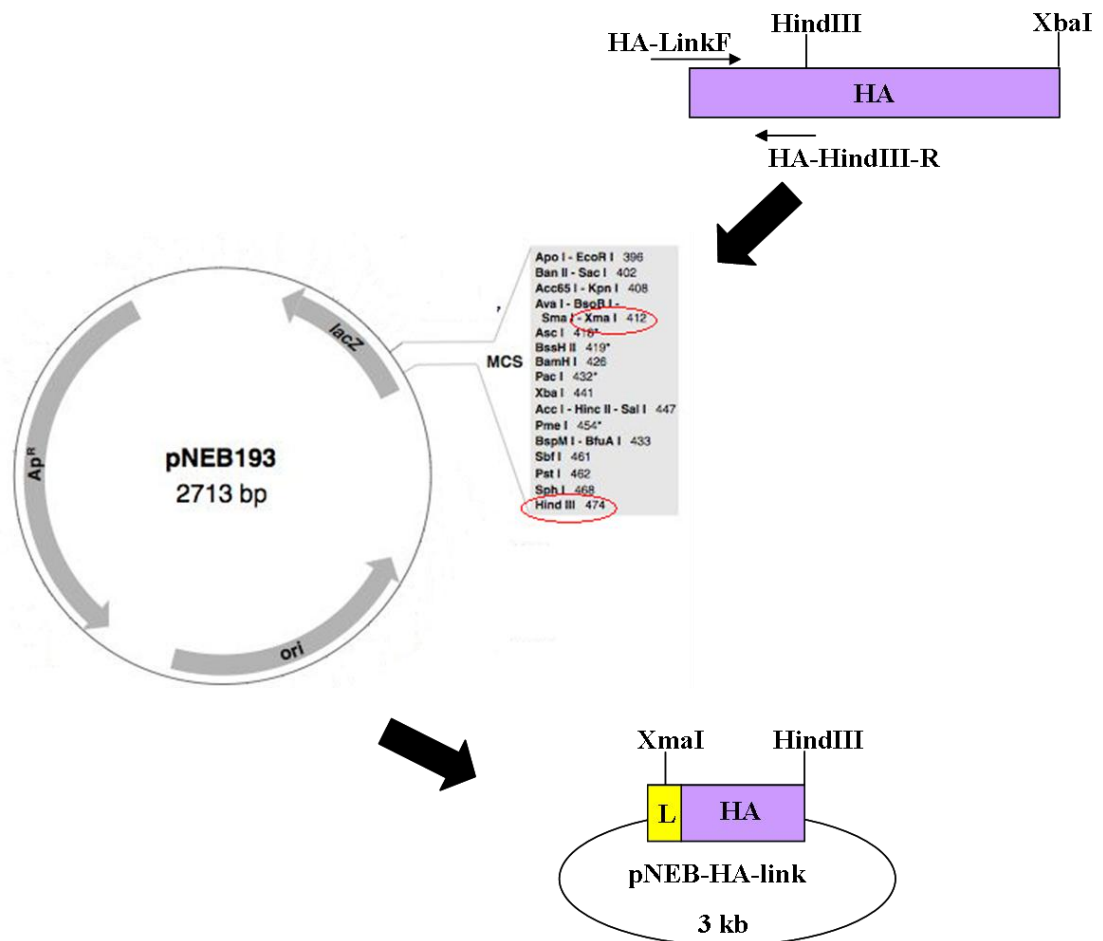 HindIII
XbaI
HA-LinkF
HA
HA-HindIII-R
Apo I - EcoR I 396
Ban II - Sac I 402
Acc65 I - Kpn I 408
Ava I - BsoB I -
Sma I - Xma I 412
Asc I 418*
BssH II 419*
BamH I 426
Pac I 432*
Xba I 441
Acc I - Hinc II - Sal I 447
Pme I 454*
BspM I - BfuA I 433
Sbf I 461
Pst I 462
Sph I 468
Hind III 474
MCS
lacZ
ApR
pNEB193
2713 bp
ori
XmaI
HindIII
L
HA
pNEB-HA-link
3 kb